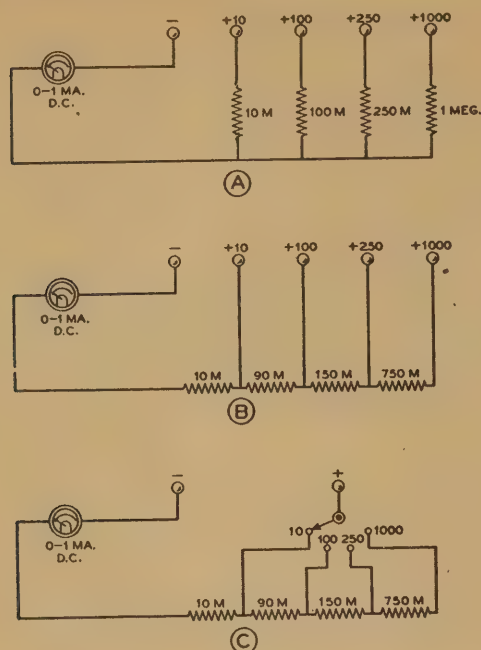 − +10 +100 +250 +1000
0-1 MA.
D.C.
10 M 100 M 250 M 1 MEG.
A
− +10 +100 +250 +1000
0-1 MA.
D.C.
10 M 90 M 150 M 750 M
B
− +
10 100 250 1000
0-1 MA.
D.C.
10 M 90 M 150 M 750 M
C